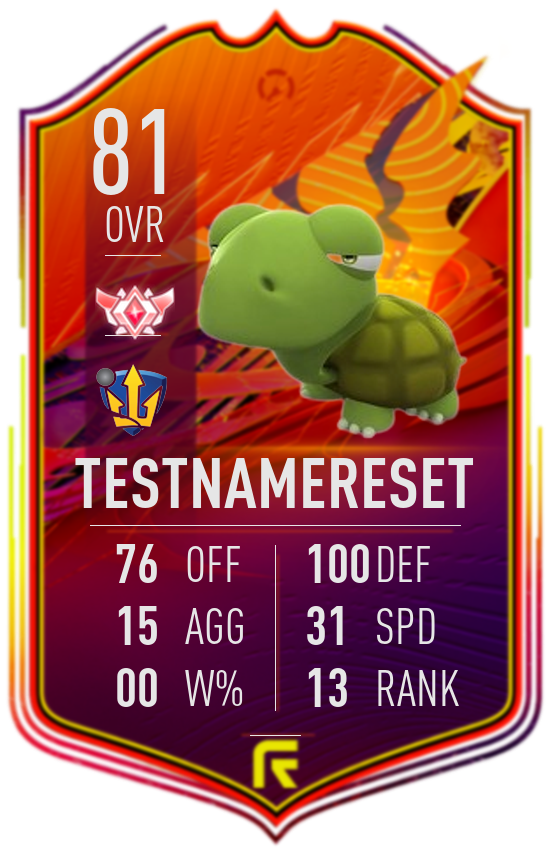 81
OVR
TESTNAMERESET
76 OFF 100 DEF
15 AGG 31 SPD
00 W% 13 RANK